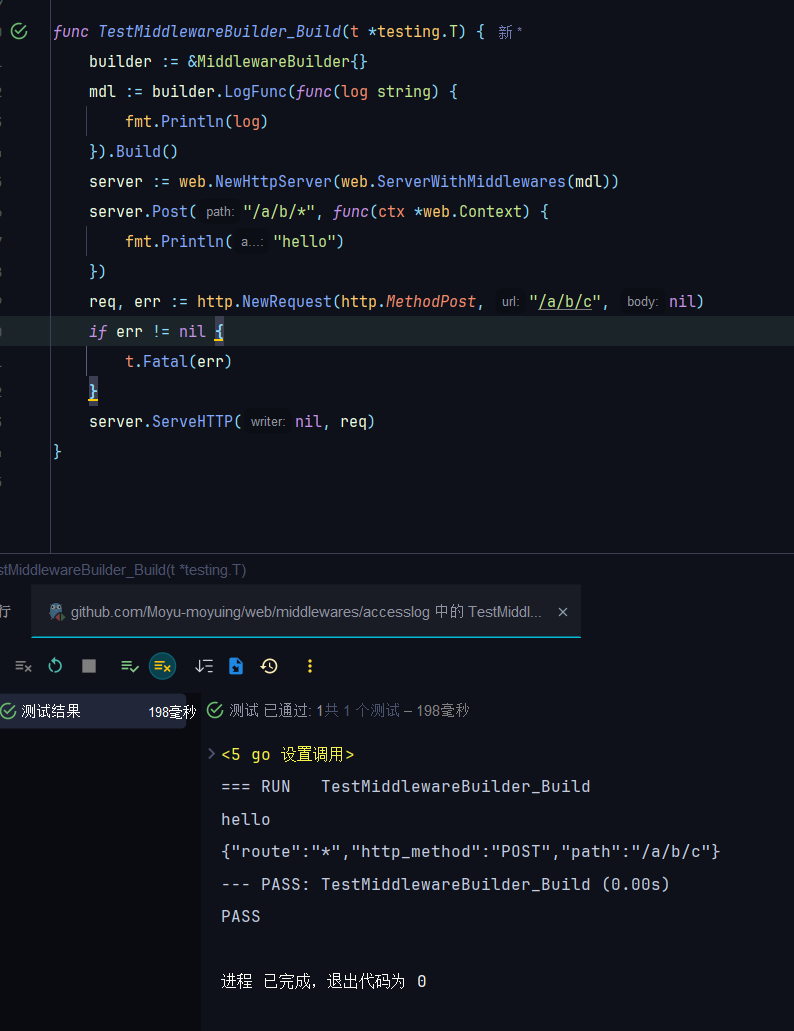 func TestMiddlewareBuilder_Build(t *testing.T) { 新 *
builder := &MiddlewareBuilder{}
mdl := builder.LogFunc(func(log string) {
fmt.Println(log)
}).Build()
server := web.NewHttpServer(web.ServerWithMiddlewares(mdl))
server.Post( path: "/a/b/*", func(ctx *web.Context) {
fmt.Println( a...: "hello")
})
req, err := http.NewRequest(http.MethodPost, url: "/a/b/c", body: nil)
if err != nil {
t.Fatal(err)
}
server.ServeHTTP( writer: nil, req)
}
stMiddlewareBuilder_Build(t *testing.T)
行 github.com/Moyu-moyuing/web/middlewares/accesslog 中的 TestMiddl... ×
测试结果 198毫秒
测试 已通过: 1共 1 个测试 – 198毫秒
<5 go 设置调用>
=== RUN TestMiddlewareBuilder_Build
hello
{"route":"*","http_method":"POST","path":"/a/b/c"}
--- PASS: TestMiddlewareBuilder_Build (0.00s)
PASS
进程 已完成，退出代码为 0